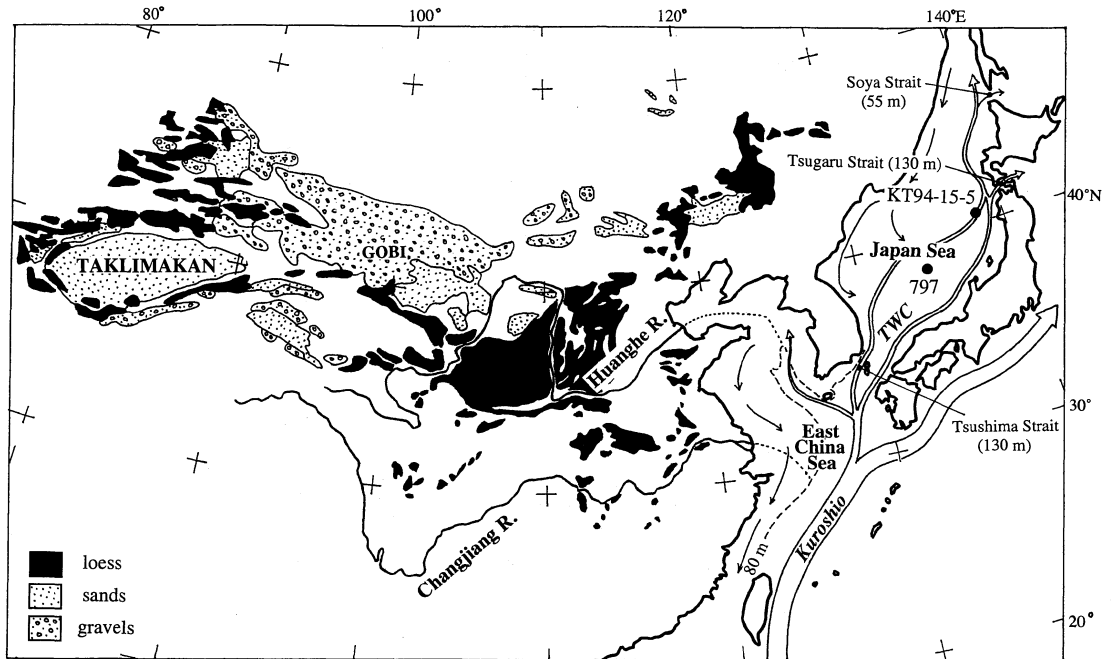 80°
100°
120°
140°E
Soya Strait
(55 m)
Tsugaru Strait (130 m)
40°N
KT94-15-5
Japan Sea
797
GOBI
TAKLIMAKAN
TWC
Huanghe R.
30°
Tsushima Strait
(130 m)
East
China
Sea
Kuroshio
80 m
Changjiang R.
loess
sands
gravels
20°